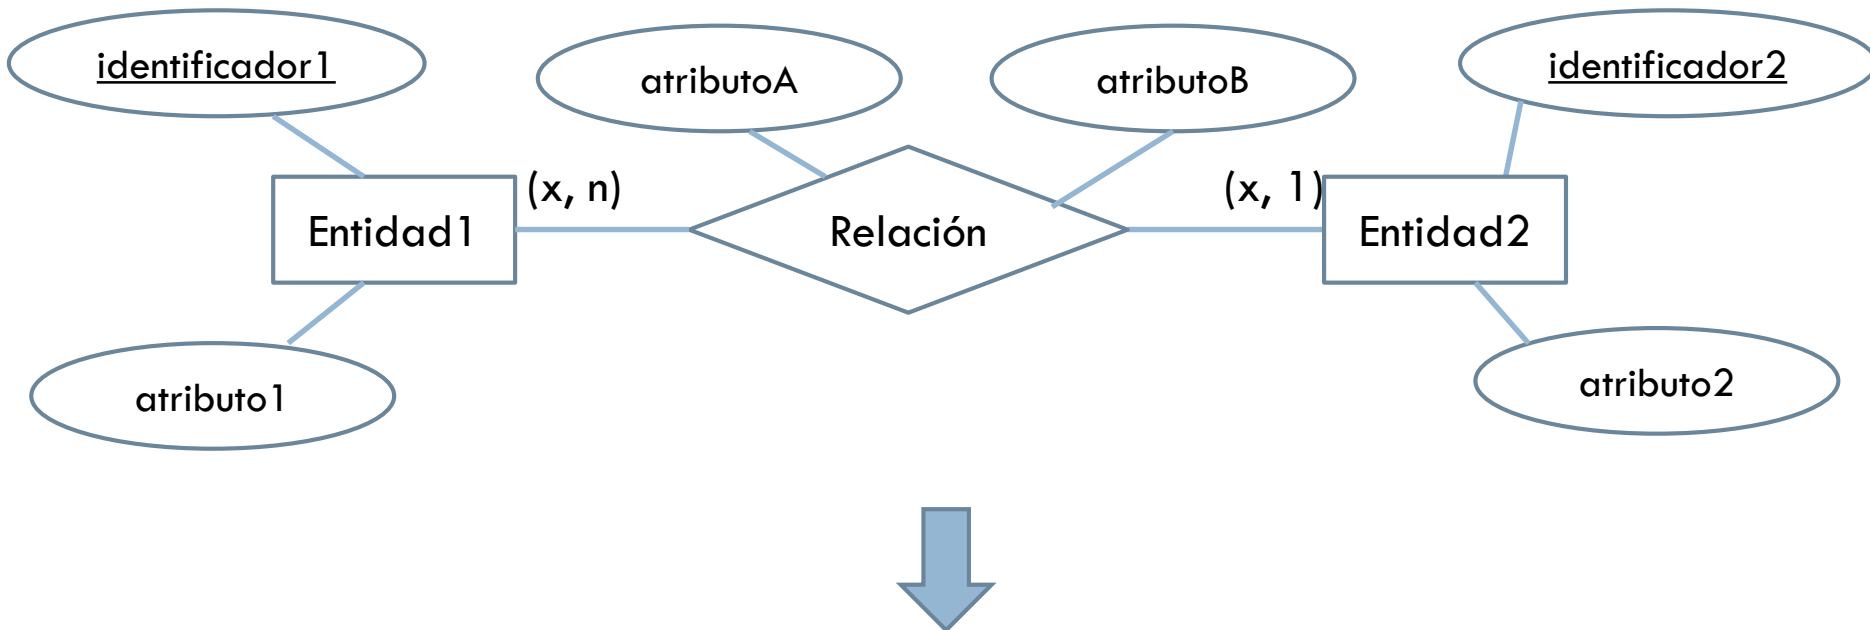 identificador1
atributoA
atributoB
identificador2
(x, n)
(x, 1)
Entidad1
Relación
Entidad2
atributo1
atributo2